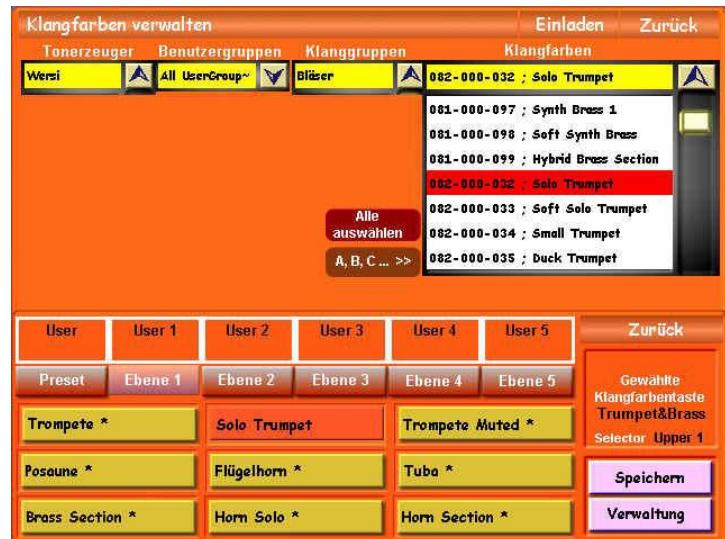 Klangfarben verwalten Einladen Zurück
Tonerzeuger Benutzergruppen Klanggruppen Klangfarben
Wersi All UserGroup~ Bläser 082-000-032 ; Solo Trumpet
081-000-097 ; Synth Brass 1
081-000-098 ; Soft Synth Brass
081-000-099 ; Hybrid Brass Section
082-000-032 ; Solo Trumpet
082-000-033 ; Soft Solo Trumpet
082-000-034 ; Small Trumpet
082-000-035 ; Duck Trumpet
Alle
auswählen
A, B, C ... >>
User User 1 User 2 User 3 User 4 User 5 Zurück
Preset Ebene 1 Ebene 2 Ebene 3 Ebene 4 Ebene 5
Gewählte
Klangfarbentaste
Trumpet&Brass
Selector Upper 1
Trompete * Solo Trumpet Trompete Muted *
Posaune * Flügelhorn * Tuba * Speichern
Brass Section * Horn Solo * Horn Section * Verwaltung